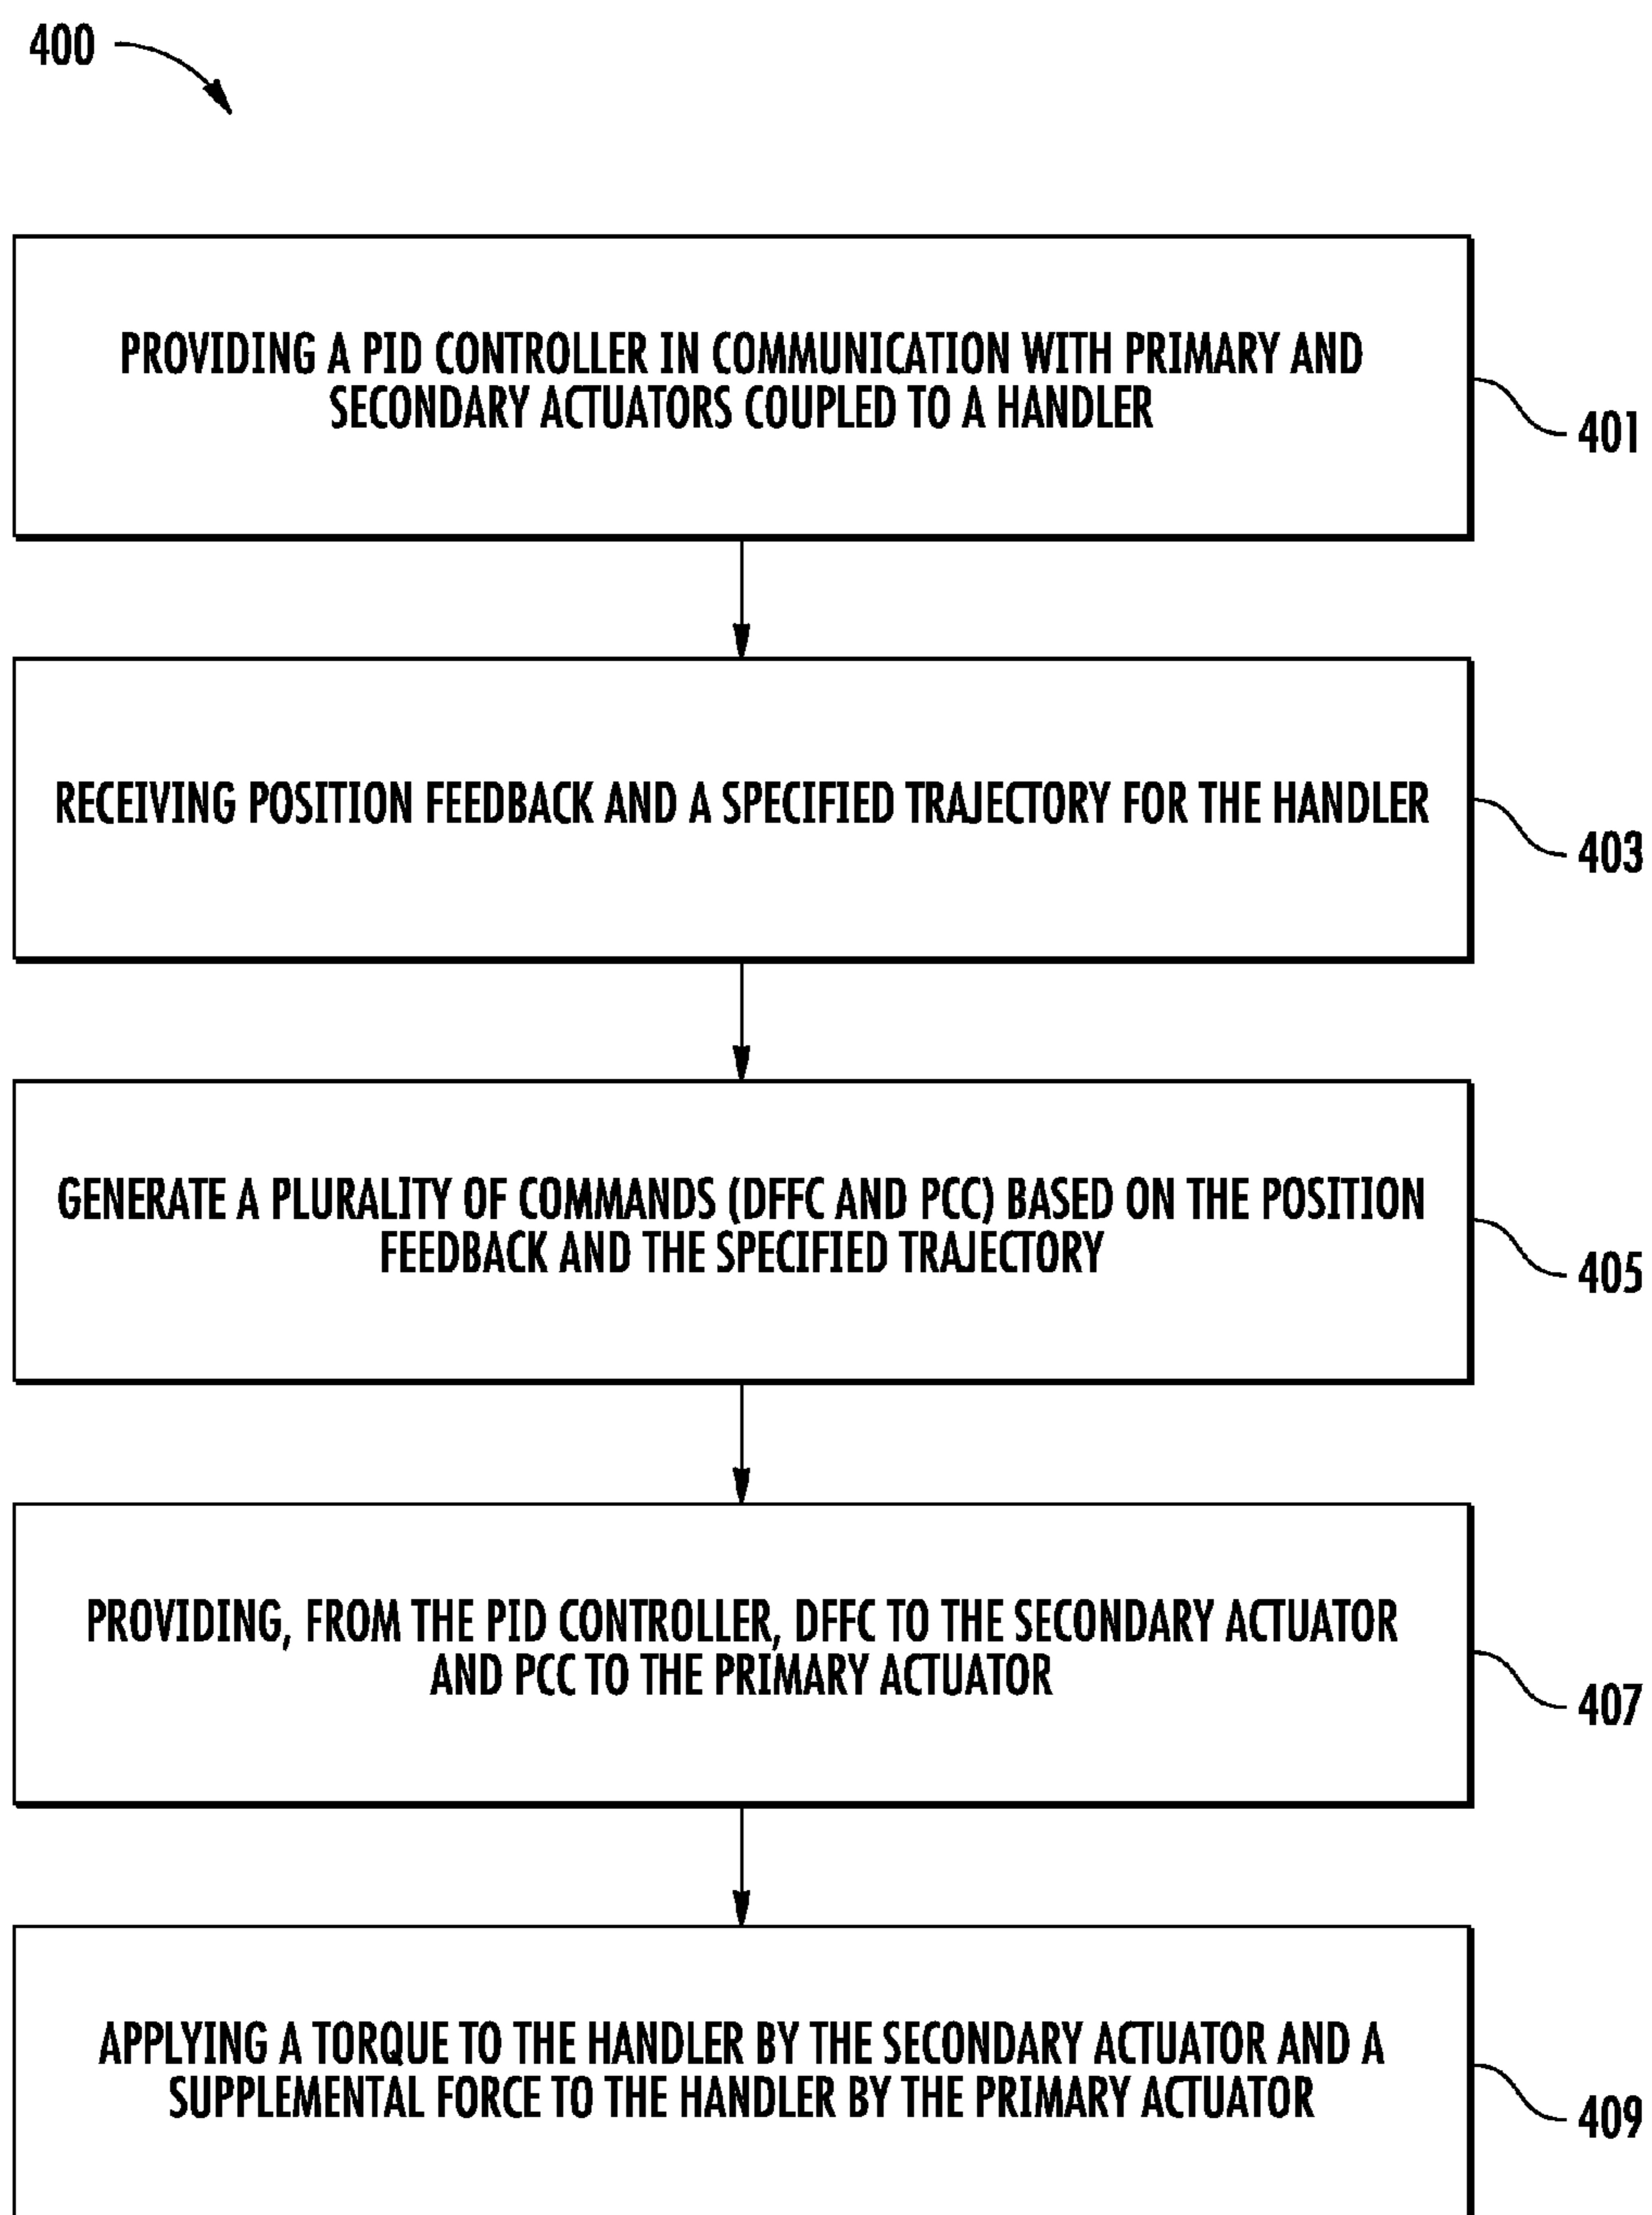 400
PROVIDING A PID CONTROLLER IN COMMUNICATION WITH PRIMARY AND
SECONDARY ACTUATORS COUPLED TO A HANDLER
401
RECEIVING POSITION FEEDBACK AND A SPECIFIED TRAJECTORY FOR THE HANDLER
403
GENERATE A PLURALITY OF COMMANDS (DFFC AND PCC) BASED ON THE POSITION
FEEDBACK AND THE SPECIFIED TRAJECTORY
405
PROVIDING, FROM THE PID CONTROLLER, DFFC TO THE SECONDARY ACTUATOR
AND PCC TO THE PRIMARY ACTUATOR
407
APPLYING A TORQUE TO THE HANDLER BY THE SECONDARY ACTUATOR AND A
SUPPLEMENTAL FORCE TO THE HANDLER BY THE PRIMARY ACTUATOR
409